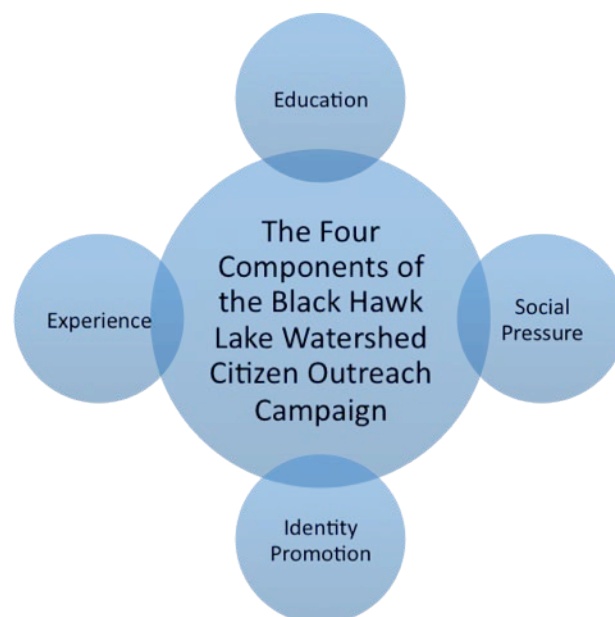 Education
The Four
Components of
the Black Hawk
Lake Watershed
Citizen Outreach
Campaign
Experience
Social
Pressure
Identity
Promotion